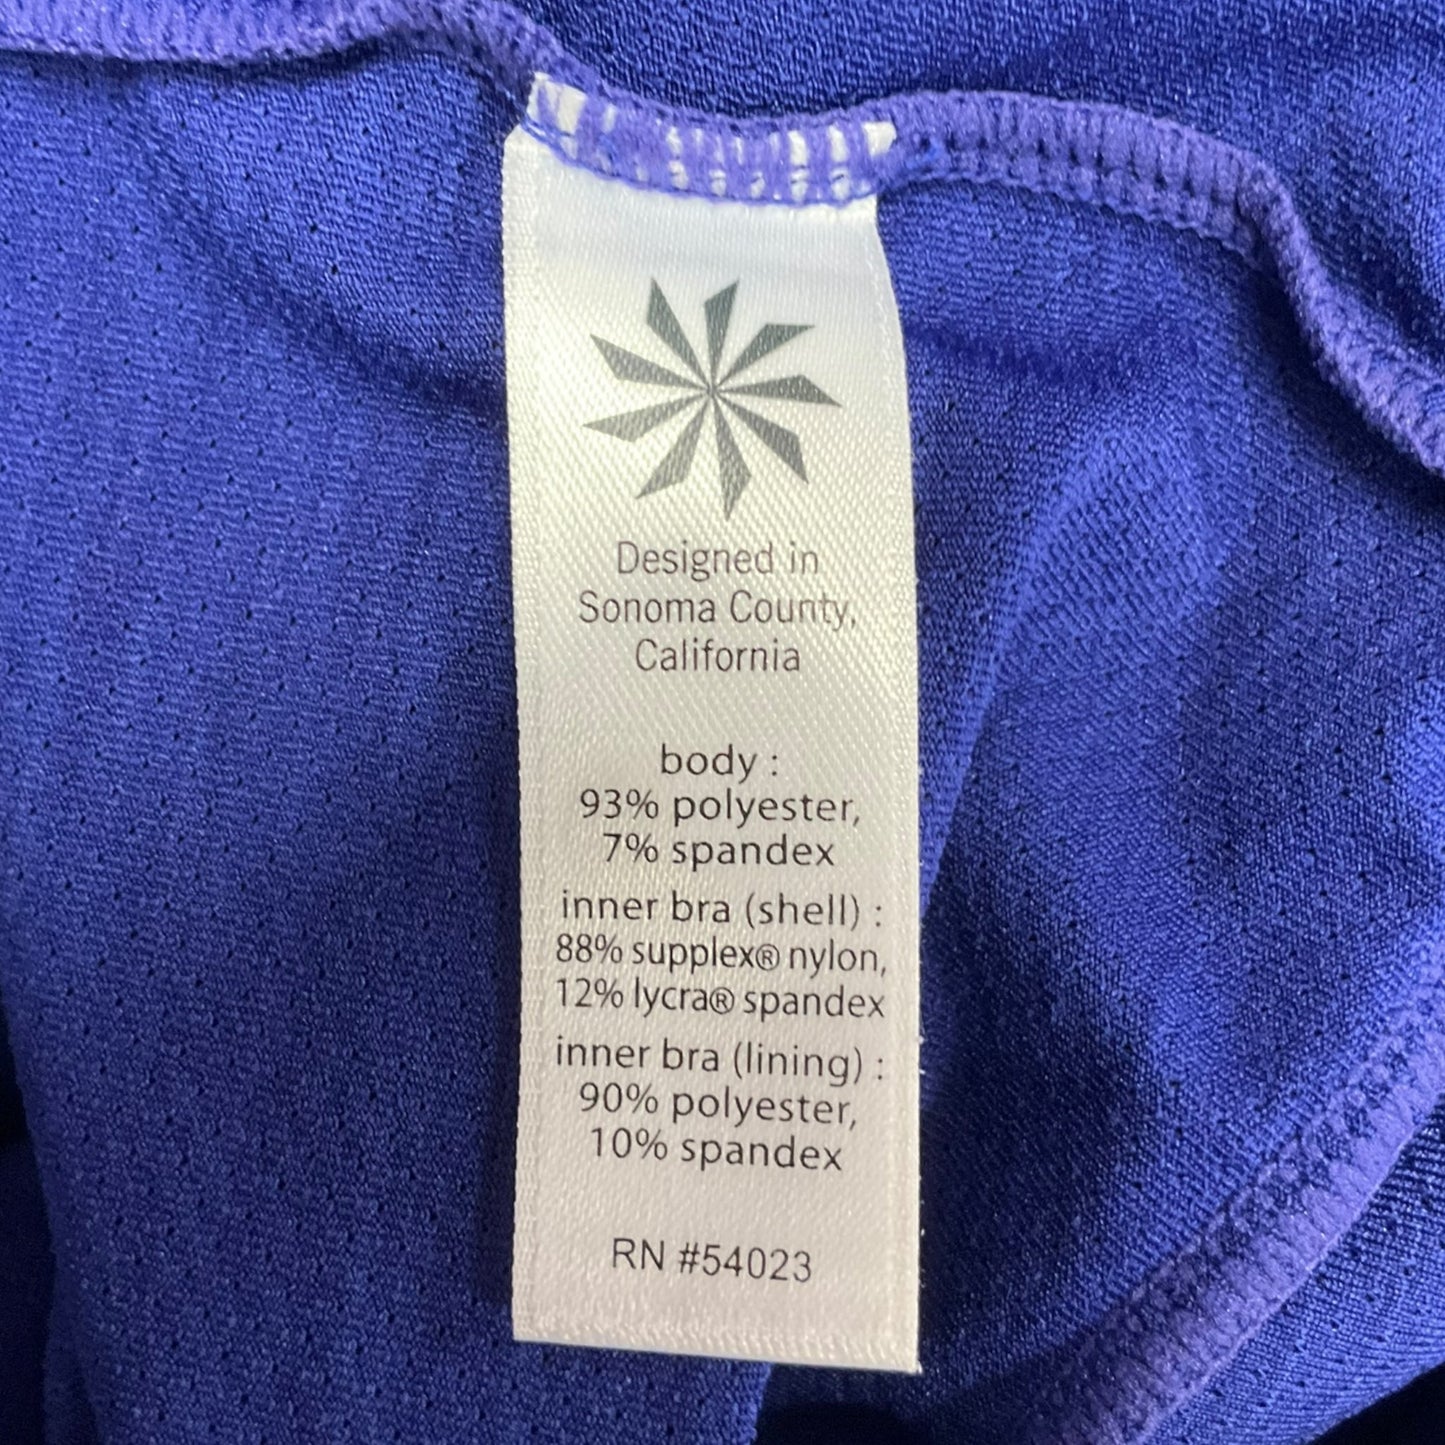 Designed in
Sonoma County,
California
body :
93% polyester,
7% spandex
inner bra (shell) :
88% supplex® nylon,
12% lycra® spandex
inner bra (lining) :
90% polyester,
10% spandex
RN #54023